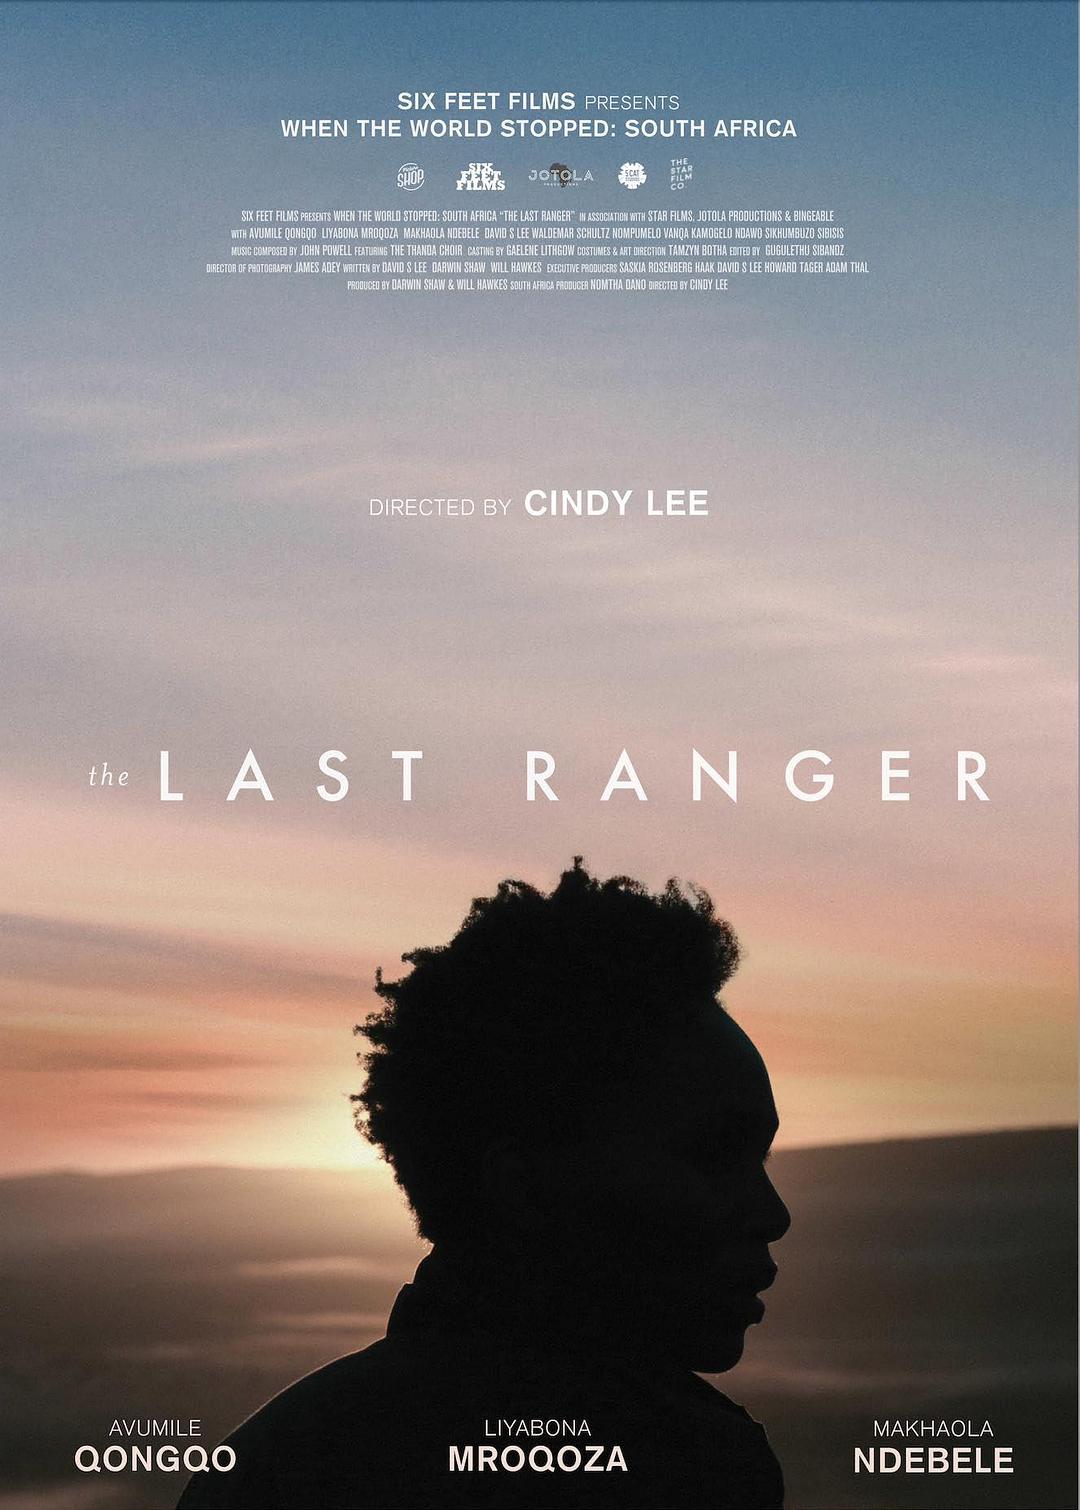 SIX FEET FILMS PRESENTS
WHEN THE WORLD STOPPED: SOUTH AFRICA
Picture SHOP
SIX FEET FILMS
JOTOLA
PRODUCTIONS
5 CAT STUDIOS
THE STAR FILM CO
SIX FEET FILMS PRESENTS WHEN THE WORLD STOPPED: SOUTH AFRICA "THE LAST RANGER" IN ASSOCIATION WITH STAR FILMS, JOTOLA PRODUCTIONS & BINGEABLE
WITH AVUMILE QONGQO LIYABONA MROQOZA MAKHAOLA NDEBELE DAVID S LEE WALDEMAR SCHULTZ NOMPUMELO VANQA KAMOGELO NDAWO SIKHUMBUZO SIBISIS
MUSIC COMPOSED BY JOHN POWELL FEATURING THE THANDA CHOIR CASTING BY GAELENE LITHGOW COSTUMES & ART DIRECTION TAMZYN BOTHA EDITED BY GUGULETHU SIBANDZ
DIRECTOR OF PHOTOGRAPHY JAMES ADEY WRITTEN BY DAVID S LEE DARWIN SHAW WILL HAWKES EXECUTIVE PRODUCERS SASKIA ROSENBERG HAAK DAVID S LEE HOWARD TAGER ADAM THAL
PRODUCED BY DARWIN SHAW & WILL HAWKES SOUTH AFRICA PRODUCER NOMTHA DANO DIRECTED BY CINDY LEE
DIRECTED BY CINDY LEE
the LAST RANGER
AVUMILE QONGQO
LIYABONA MROQOZA
MAKHAOLA NDEBELE